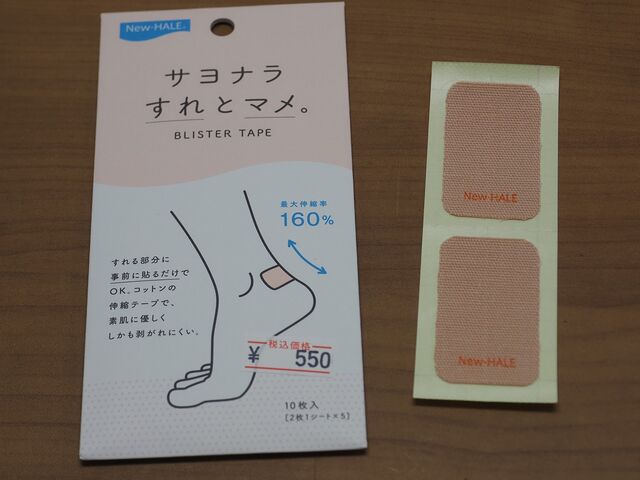 New-HALE®
サヨナラ
すれとマメ。
BLISTER TAPE
最大伸縮率
160%
すれる部分に
事前に貼るだけで
OK。コットンの
伸縮テープで、
素肌に優しく
しかも剥がれにくい。
税込価格
¥ 550
10枚入
[2枚1シート×5]
New-HALE
New-HALE